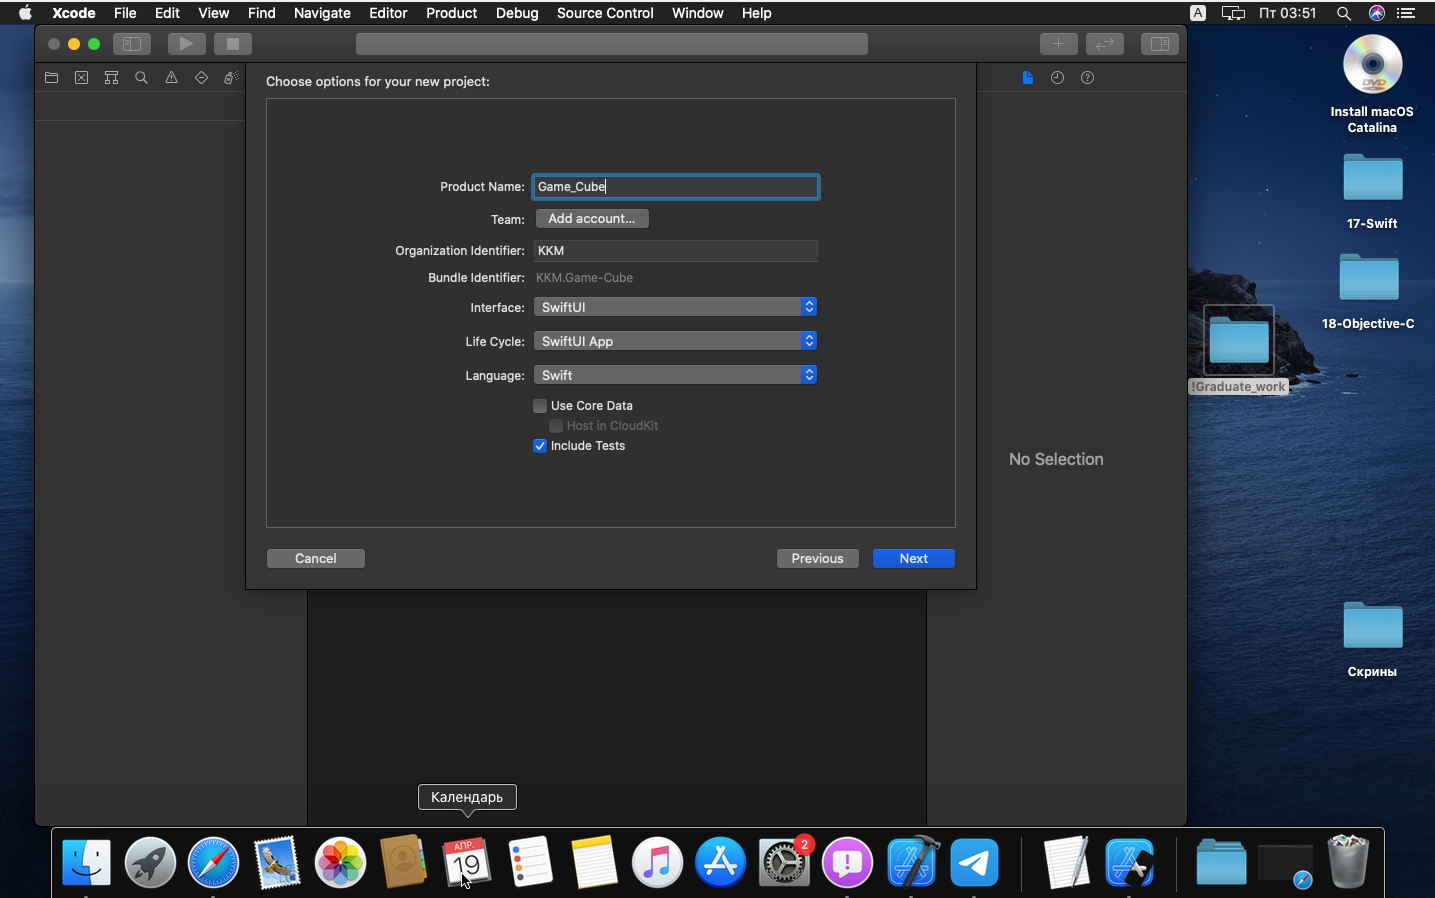 Xcode File Edit View Find Navigate Editor Product Debug Source Control Window Help A Пт 03:51
Choose options for your new project:
Product Name: Game_Cube
Team: Add account...
Organization Identifier: KKM
Bundle Identifier: KKM.Game-Cube
Interface: SwiftUI
Life Cycle: SwiftUI App
Language: Swift
Use Core Data
Host in CloudKit
Include Tests
Cancel Previous Next
No Selection
DVD
Install macOS
Catalina
17-Swift
18-Objective-C
!Graduate_work
Скрины
Календарь
АПР.
19
2